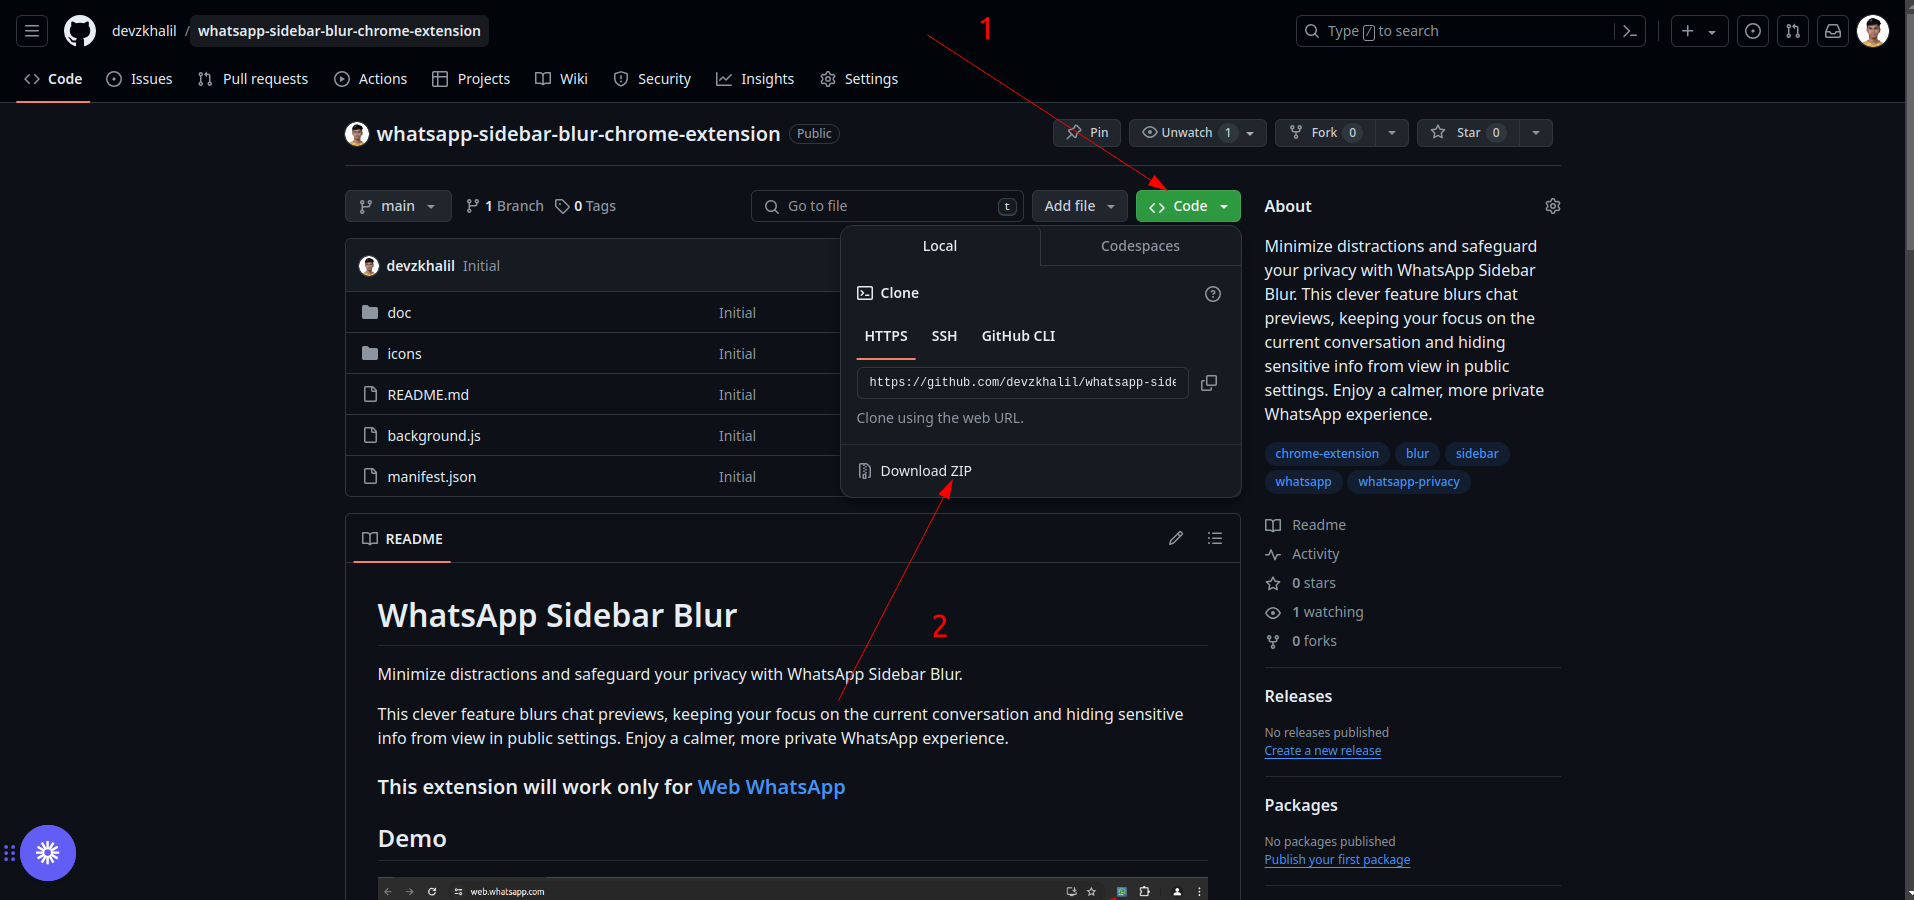 devzkhalil / whatsapp-sidebar-blur-chrome-extension
1
Type / to search
Code Issues Pull requests Actions Projects Wiki Security Insights Settings
whatsapp-sidebar-blur-chrome-extension Public
Pin Unwatch 1 Fork 0 Star 0
main 1 Branch 0 Tags Go to file t Add file Code
Local Codespaces
Clone
HTTPS SSH GitHub CLI
https://github.com/devzkhalil/whatsapp-side
Clone using the web URL.
Download ZIP
devzkhalil Initial
doc Initial
icons Initial
README.md Initial
background.js Initial
manifest.json Initial
README
WhatsApp Sidebar Blur
2
Minimize distractions and safeguard your privacy with WhatsApp Sidebar Blur.
This clever feature blurs chat previews, keeping your focus on the current conversation and hiding sensitive
info from view in public settings. Enjoy a calmer, more private WhatsApp experience.
This extension will work only for Web WhatsApp
Demo
web.whatsapp.com
About
Minimize distractions and safeguard
your privacy with WhatsApp Sidebar
Blur. This clever feature blurs chat
previews, keeping your focus on the
current conversation and hiding
sensitive info from view in public
settings. Enjoy a calmer, more private
WhatsApp experience.
chrome-extension blur sidebar
whatsapp whatsapp-privacy
Readme
Activity
0 stars
1 watching
0 forks
Releases
No releases published
Create a new release
Packages
No packages published
Publish your first package